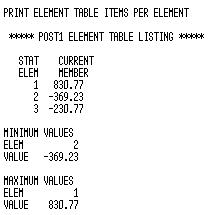 PRINT ELEMENT TABLE ITEMS PER ELEMENT
***** POST1 ELEMENT TABLE LISTING *****
STAT CURRENT
ELEM MEMBER
1 830.77
2 -369.23
3 -230.77
MINIMUM VALUES
ELEM 2
VALUE -369.23
MAXIMUM VALUES
ELEM 1
VALUE 830.77